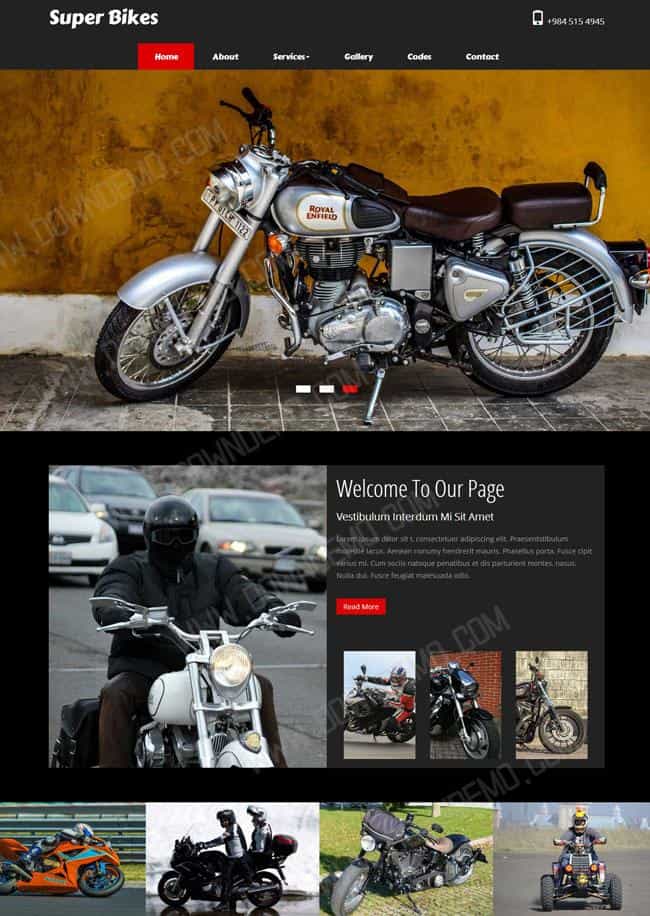 Super Bikes
+984 515 4945
Home About Services Gallery Codes Contact
ROYAL
ENFIELD
Welcome To Our Page
Vestibulum Interdum Mi Sit Amet
Lorem ipsum dolor sit t, consectetuer adipiscing elit. Praesentstibulum
molestie lacus. Aenean nonumy hendrerit mauris. Phasellus porta. Fusce cipit
varius mi. Cum sociis natoque penatibus et dis parturient montes, nasus.
Nulla dui. Fusce feugiat malesuada odio.
Read More